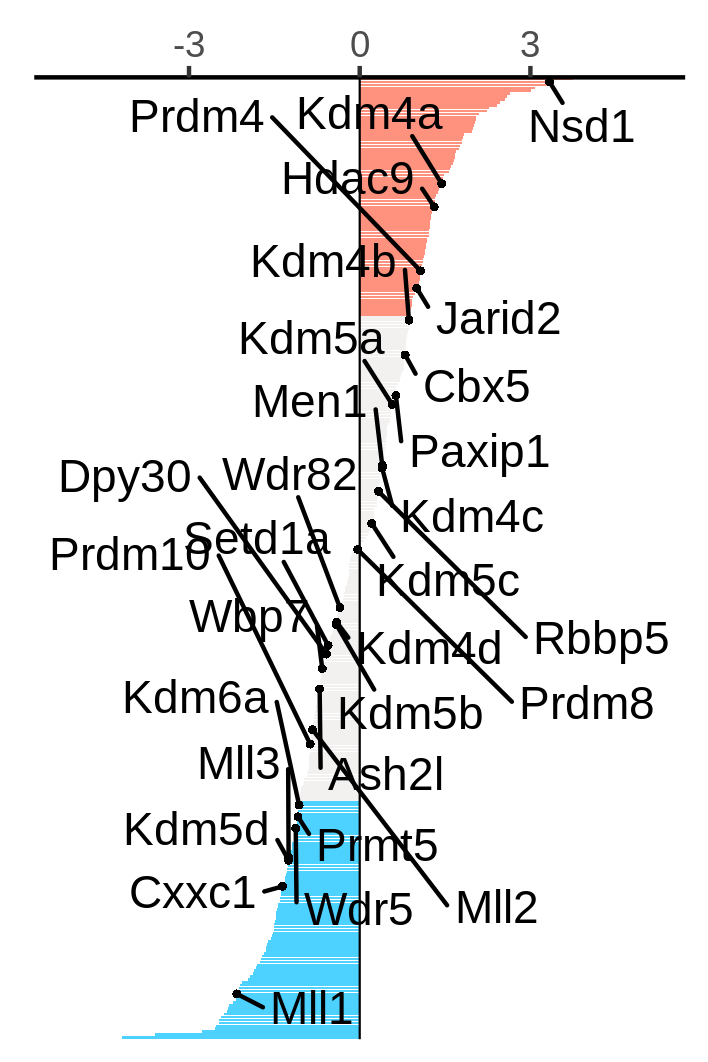 -3 0 3
Prdm4
Kdm4a
Nsd1
Hdac9
Kdm4b
Jarid2
Kdm5a
Cbx5
Men1
Paxip1
Dpy30
Wdr82
Kdm4c
Setd1a
Prdm10
Kdm5c
Wbp7
Rbbp5
Kdm4d
Kdm6a
Prdm8
Kdm5b
Mll3
Ash2l
Kdm5d
Prmt5
Cxxc1
Wdr5
Mll2
Mll1